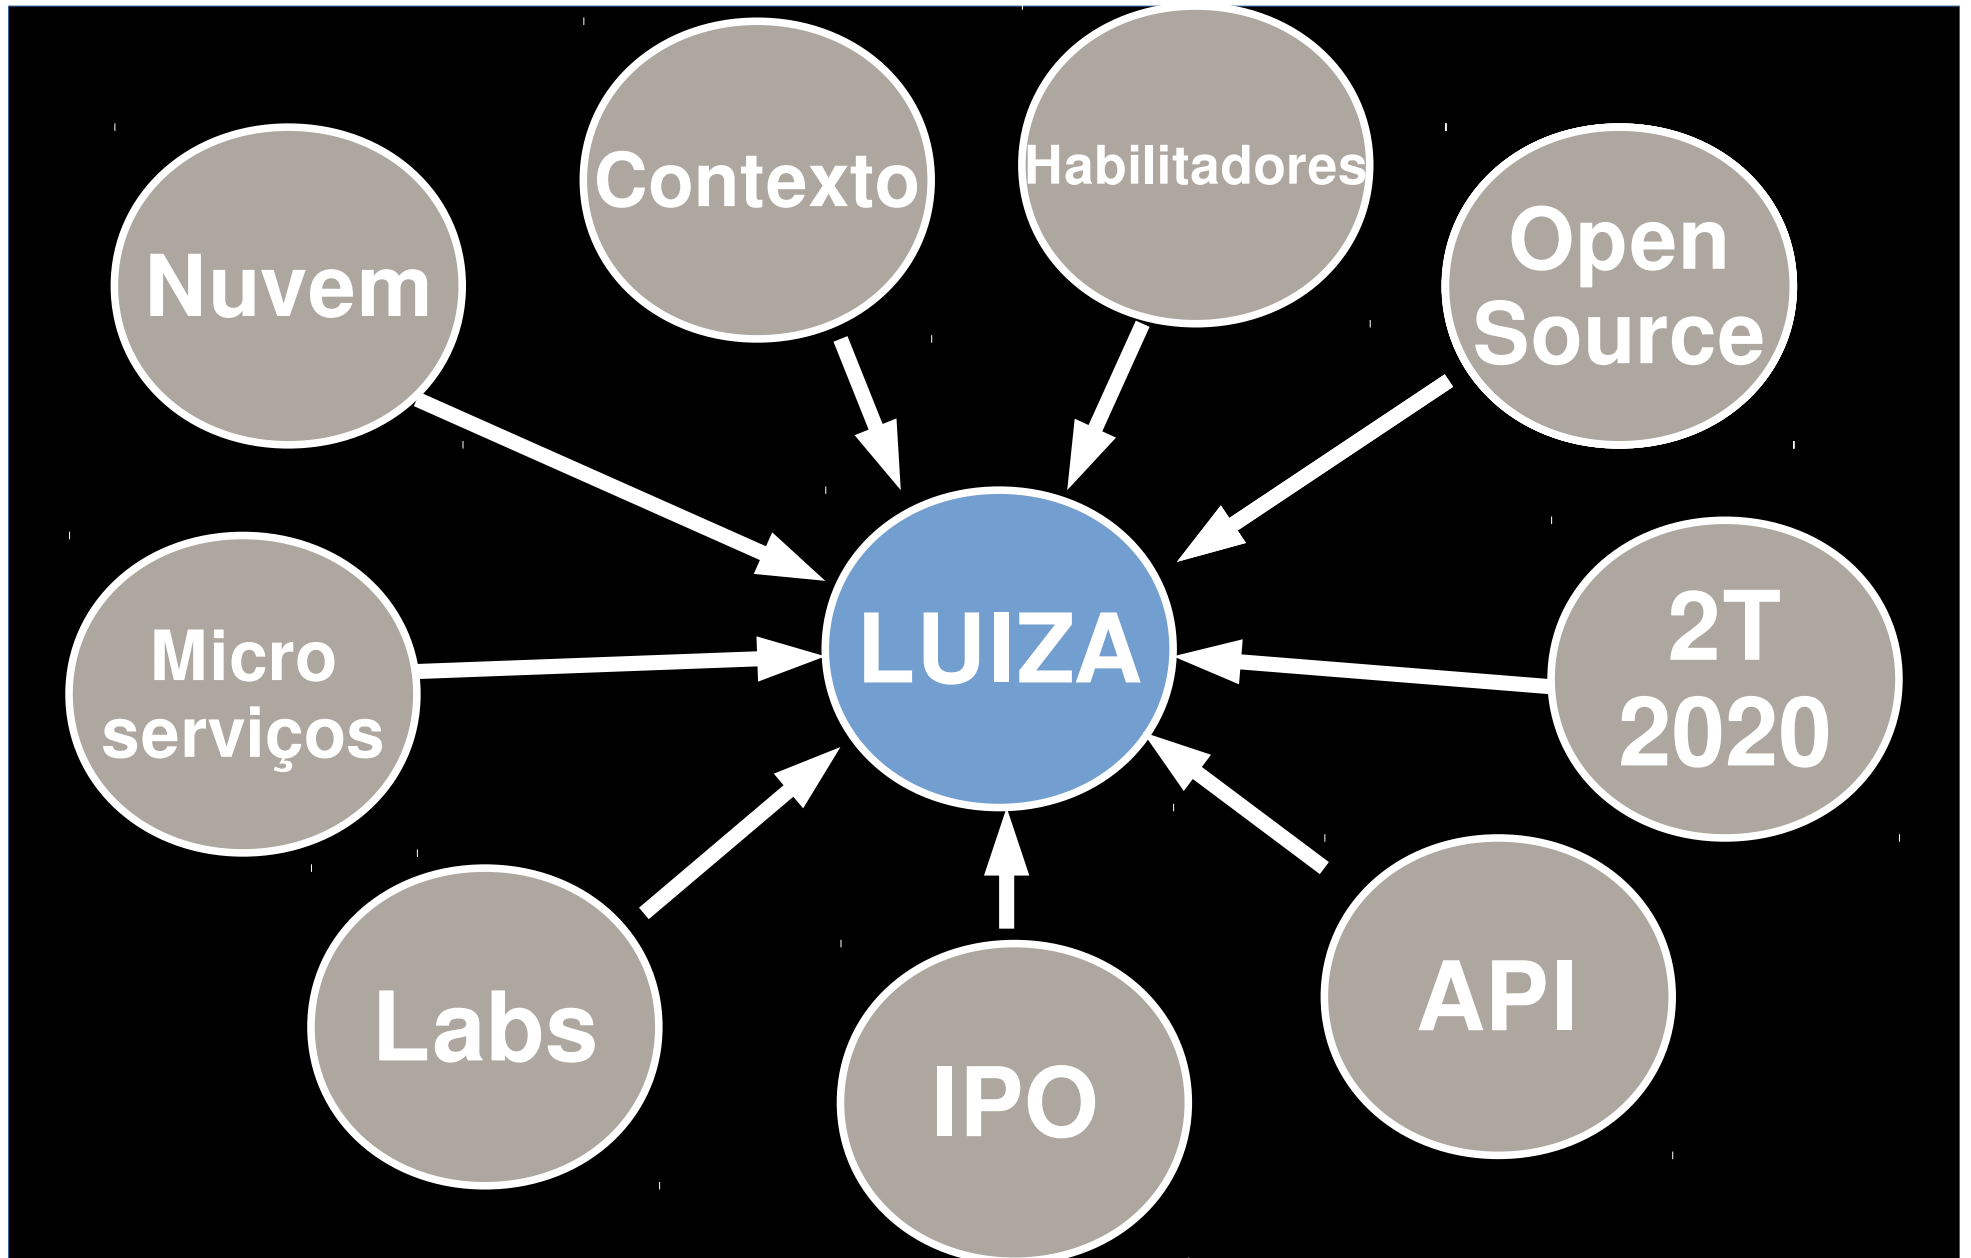 Contexto
Habilitadores
Nuvem
Open
Source
LUIZA
Micro
serviços
2T
2020
Labs
API
IPO